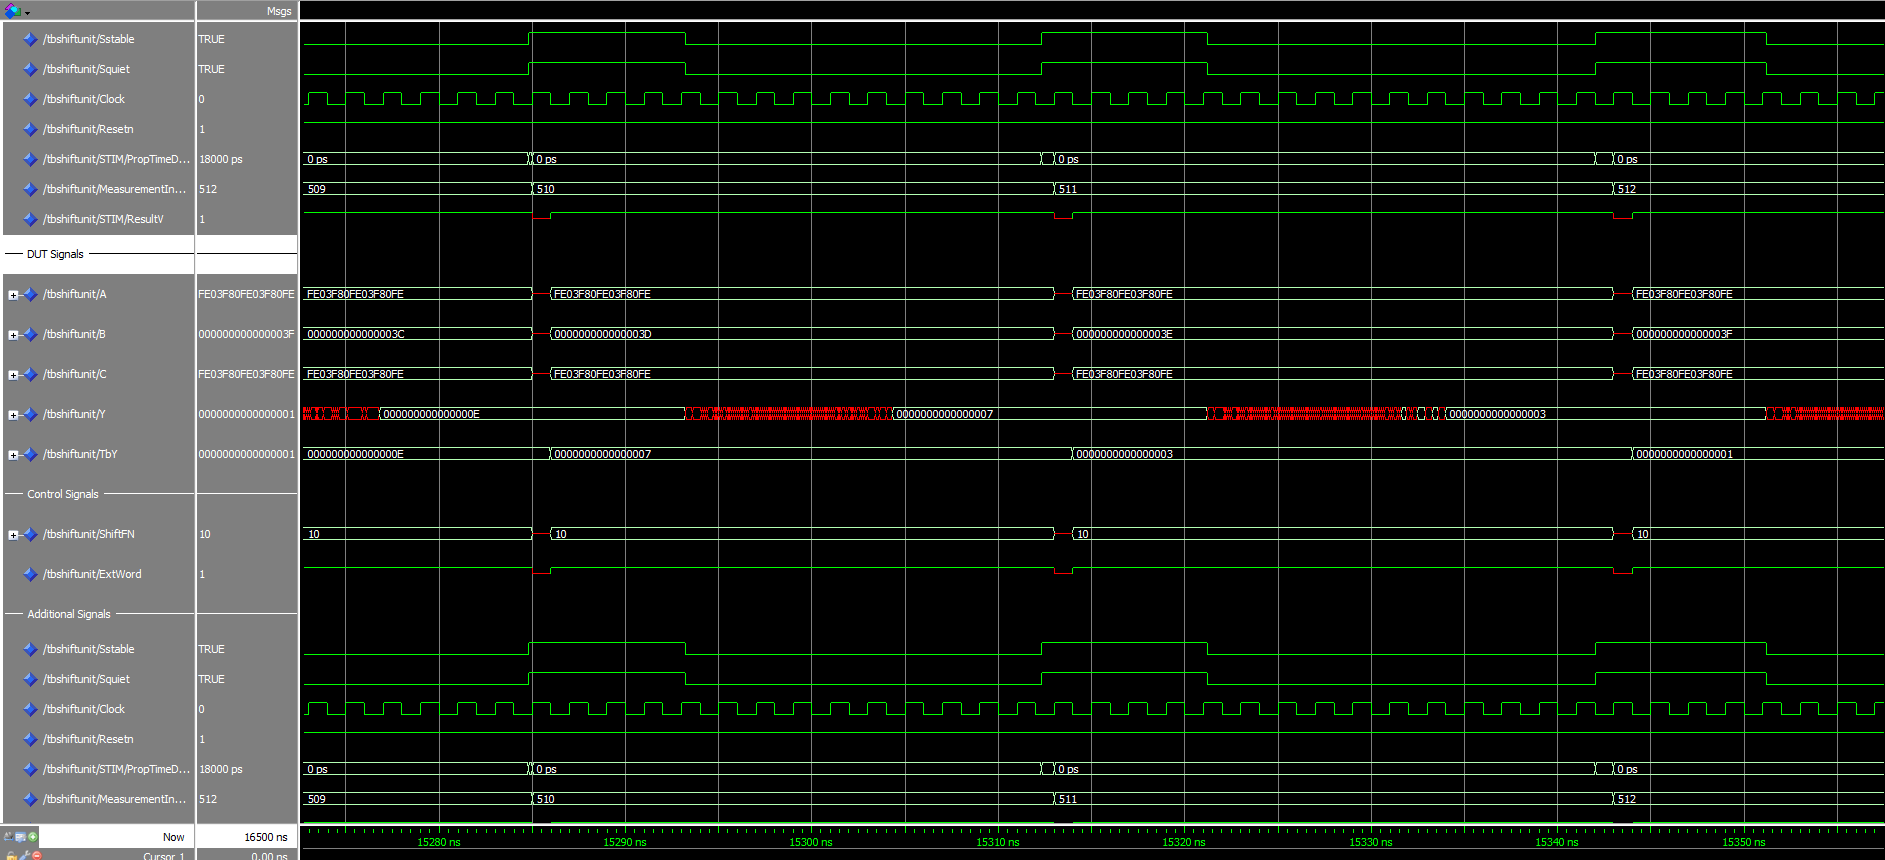 Msgs
/tbshiftunit/Sstable TRUE
/tbshiftunit/Squiet TRUE
/tbshiftunit/Clock 0
/tbshiftunit/Resetn 1
/tbshiftunit/STIM/PropTimeD... 18000 ps 0 ps 0 ps 0 ps 0 ps
/tbshiftunit/MeasurementIn... 512 509 510 511 512
/tbshiftunit/STIM/ResultV 1
DUT Signals
/tbshiftunit/A FE03F80FE03F80FE FE03F80FE03F80FE FE03F80FE03F80FE FE03F80FE03F80FE FE03F80FE03F80FE
/tbshiftunit/B 000000000000003F 000000000000003C 000000000000003D 000000000000003E 000000000000003F
/tbshiftunit/C FE03F80FE03F80FE FE03F80FE03F80FE FE03F80FE03F80FE FE03F80FE03F80FE FE03F80FE03F80FE
/tbshiftunit/Y 0000000000000001 000000000000000E 0000000000000007 0000000000000003
/tbshiftunit/TbY 0000000000000001 000000000000000E 0000000000000007 0000000000000003 0000000000000001
Control Signals
/tbshiftunit/ShiftFN 10 10 10 10 10
/tbshiftunit/ExtWord 1
Additional Signals
/tbshiftunit/Sstable TRUE
/tbshiftunit/Squiet TRUE
/tbshiftunit/Clock 0
/tbshiftunit/Resetn 1
/tbshiftunit/STIM/PropTimeD... 18000 ps 0 ps 0 ps 0 ps 0 ps
/tbshiftunit/MeasurementIn... 512 509 510 511 512
Now 16500 ns
15280 ns 15290 ns 15300 ns 15310 ns 15320 ns 15330 ns 15340 ns 15350 ns
Cursor 1 0.00 ns